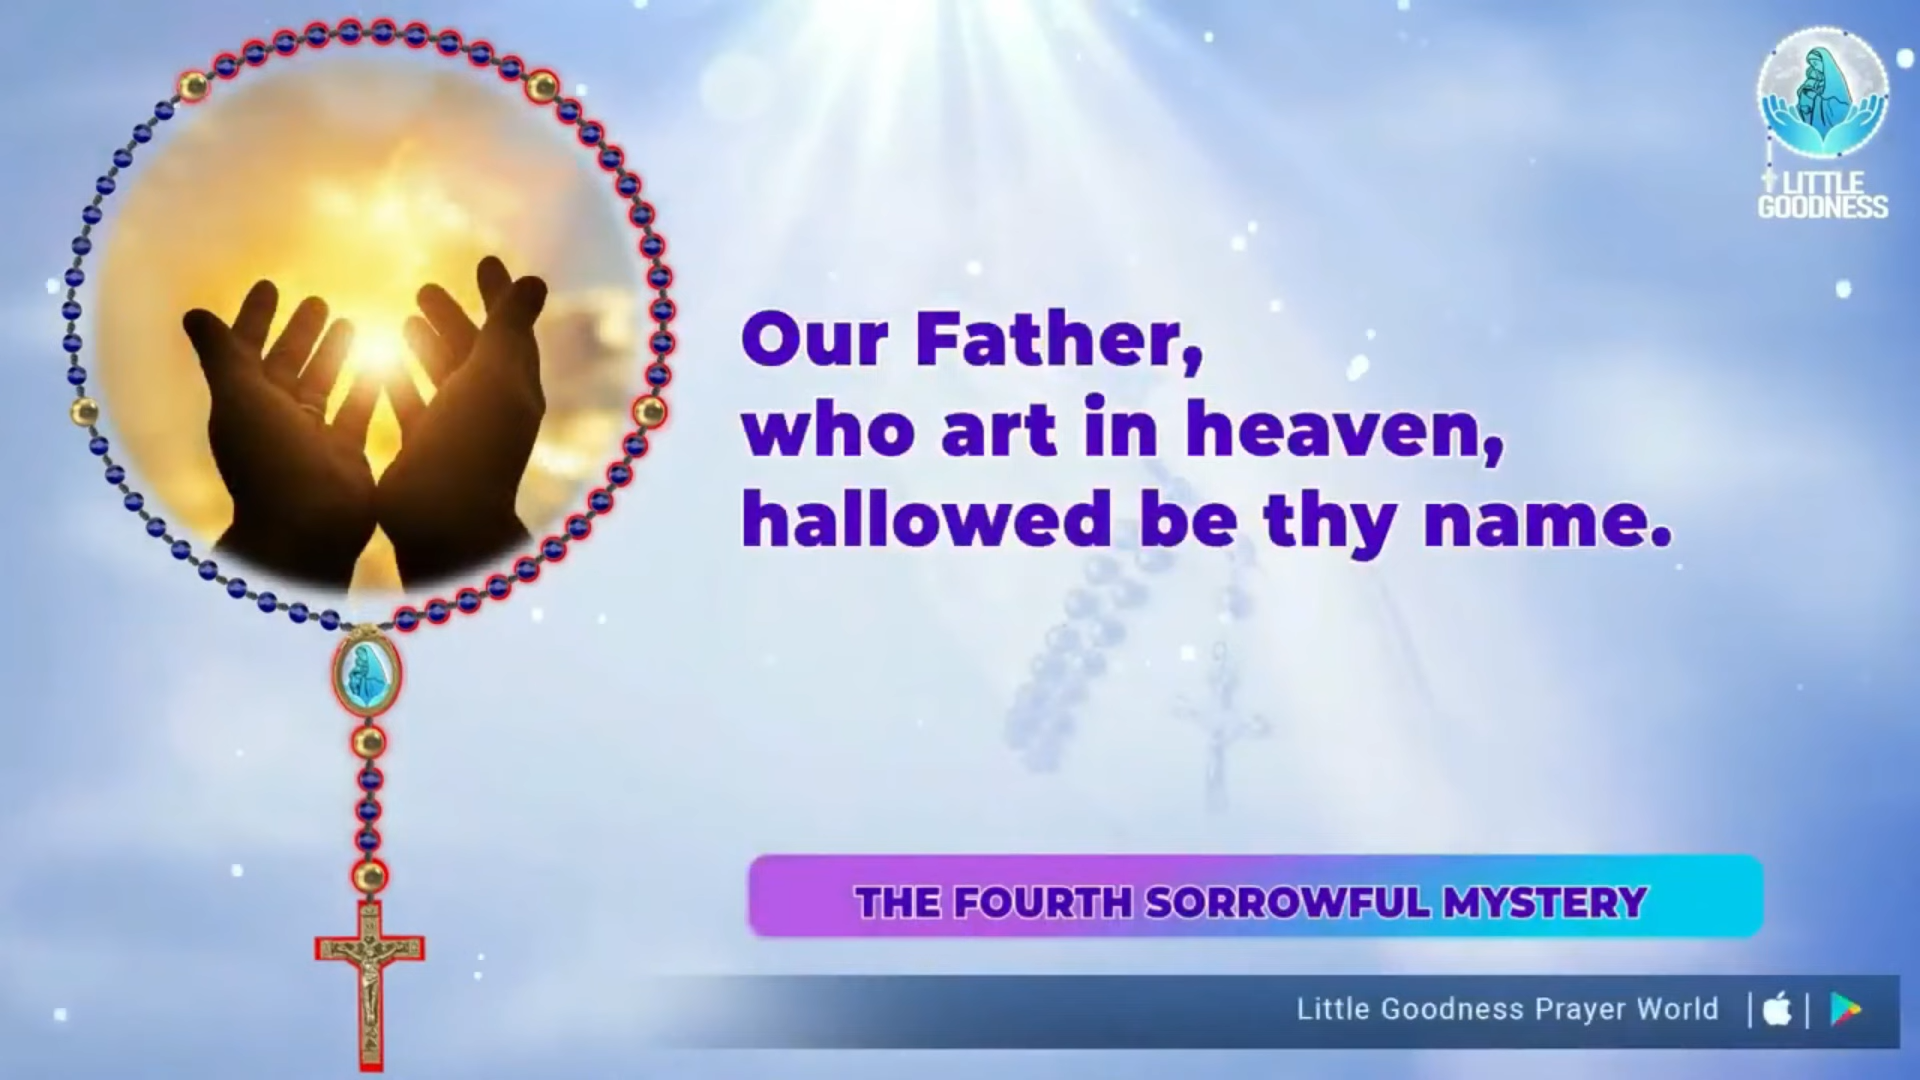 LITTLE
GOODNESS
Our Father,
who art in heaven,
hallowed be thy name.
THE FOURTH SORROWFUL MYSTERY
Little Goodness Prayer World